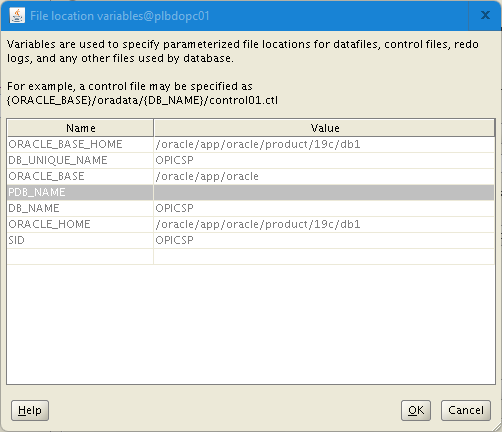 File location variables@plbdopc01
Variables are used to specify parameterized file locations for datafiles, control files, redo
logs, and any other files used by database.
For example, a control file may be specified as
{ORACLE_BASE}/oradata/{DB_NAME}/control01.ctl
Name Value
ORACLE_BASE_HOME /oracle/app/oracle/product/19c/db1
DB_UNIQUE_NAME OPICSP
ORACLE_BASE /oracle/app/oracle
PDB_NAME
DB_NAME OPICSP
ORACLE_HOME /oracle/app/oracle/product/19c/db1
SID OPICSP
Help OK Cancel